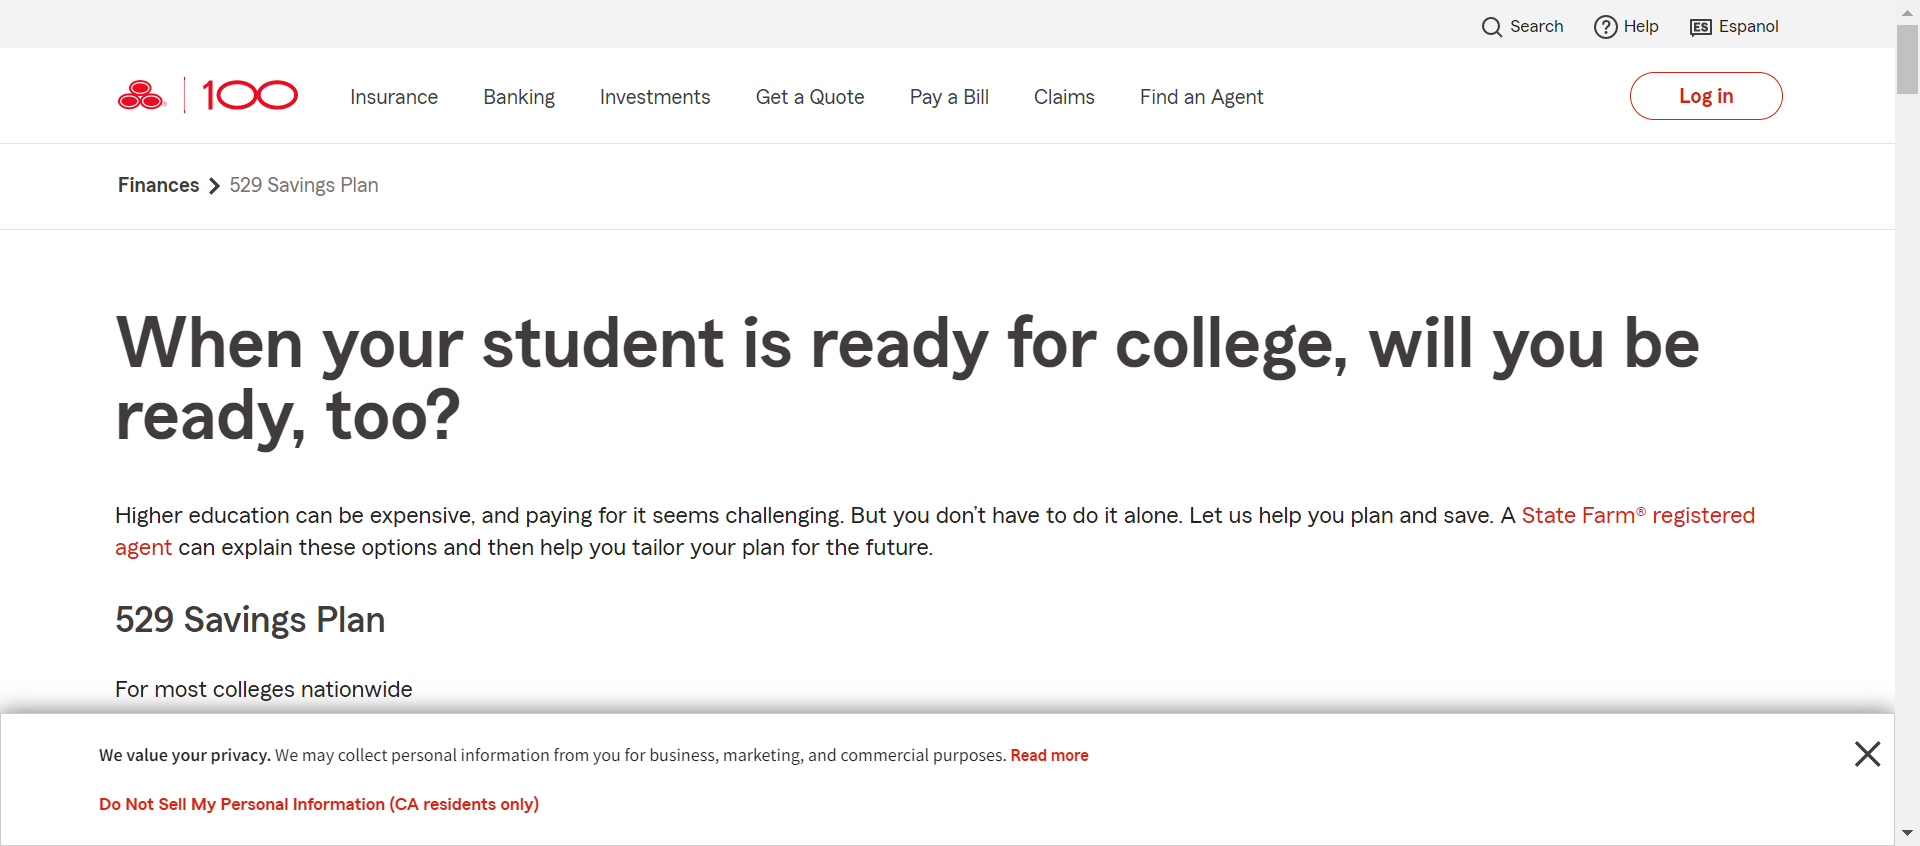 Search Help ES Espanol
100 Insurance Banking Investments Get a Quote Pay a Bill Claims Find an Agent Log in
Finances 529 Savings Plan
When your student is ready for college, will you be
ready, too?
Higher education can be expensive, and paying for it seems challenging. But you don't have to do it alone. Let us help you plan and save. A State Farm® registered
agent can explain these options and then help you tailor your plan for the future.
529 Savings Plan
For most colleges nationwide
We value your privacy. We may collect personal information from you for business, marketing, and commercial purposes. Read more
Do Not Sell My Personal Information (CA residents only)